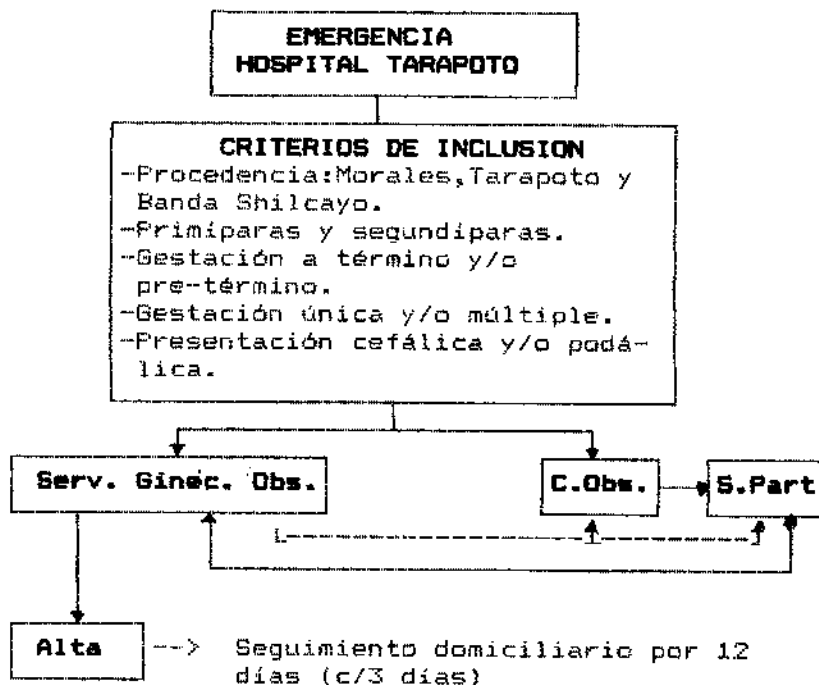 EMERGENCIA
HOSPITAL TARAPOTO
CRITERIOS DE INCLUSION
-Procedencia:Morales,Tarapoto y
Banda Shilcayo.
-Primíparas y segundíparas.
-Gestación a término y/o
pre-término.
-Gestación única y/o múltiple.
-Presentación cefálica y/o podá-
lica.
Serv. Ginec. Obs.
C.Obs.
S.Part
Alta
--> Seguimiento domiciliario por 12
días (c/3 días)